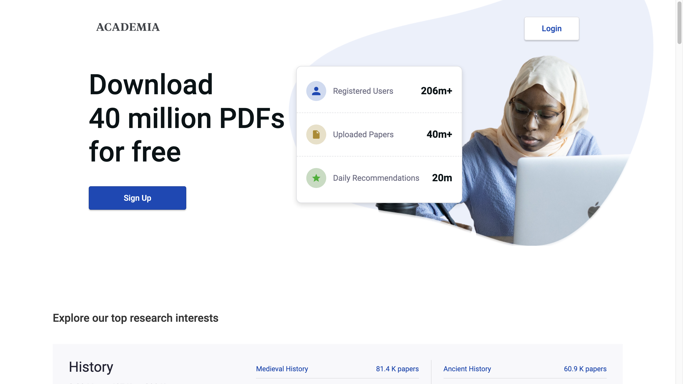 ACADEMIA
Login
Download
40 million PDFs
for free
Sign Up
Registered Users 206m+
Uploaded Papers 40m+
Daily Recommendations 20m
Explore our top research interests
History
Medieval History 81.4 K papers
Ancient History 60.9 K papers